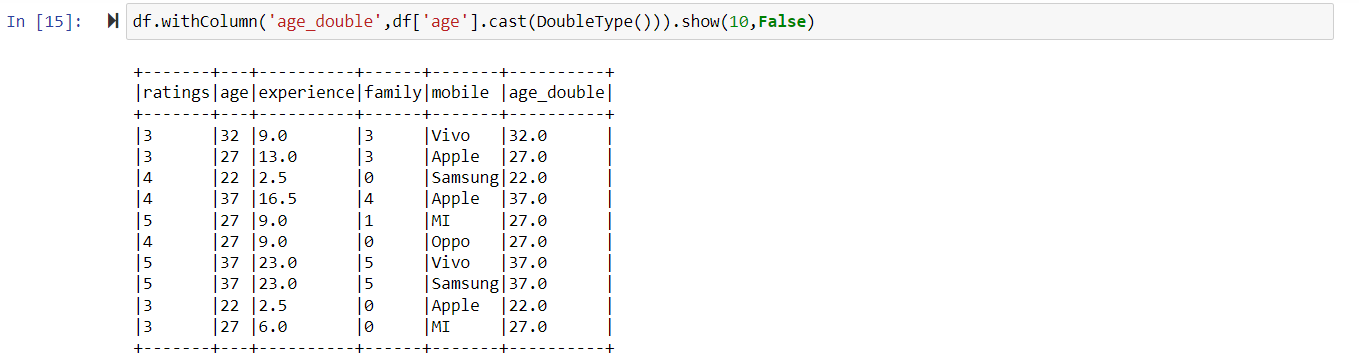 In [15]: df.withColumn('age_double',df['age'].cast(DoubleType())).show(10,False)
+-------+---+----------+------+-------+----------+
|ratings|age|experience|family|mobile |age_double|
+-------+---+----------+------+-------+----------+
|3      |32 |9.0       |3     |Vivo   |32.0      |
|3      |27 |13.0      |3     |Apple  |27.0      |
|4      |22 |2.5       |0     |Samsung|22.0      |
|4      |37 |16.5      |4     |Apple  |37.0      |
|5      |27 |9.0       |1     |MI     |27.0      |
|4      |27 |9.0       |0     |Oppo   |27.0      |
|5      |37 |23.0      |5     |Vivo   |37.0      |
|5      |37 |23.0      |5     |Samsung|37.0      |
|3      |22 |2.5       |0     |Apple  |22.0      |
|3      |27 |6.0       |0     |MI     |27.0      |
+-------+---+----------+------+-------+----------+